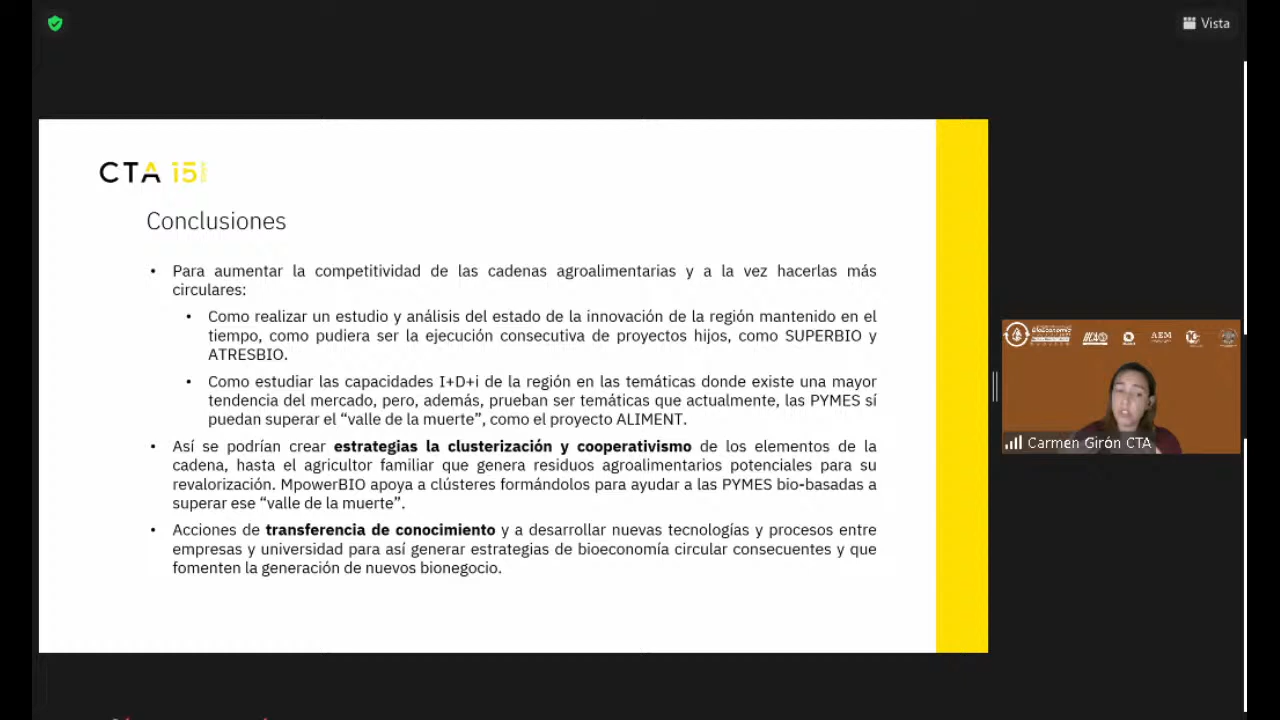 Vista
CTA 15
Conclusiones
• Para aumentar la competitividad de las cadenas agroalimentarias y a la vez hacerlas más
circulares:
• Como realizar un estudio y análisis del estado de la innovación de la región mantenido en el
tiempo, como pudiera ser la ejecución consecutiva de proyectos hijos, como SUPERBIO y
ATRESBIO.
• Como estudiar las capacidades I+D+i de la región en las temáticas donde existe una mayor
tendencia del mercado, pero, además, prueban ser temáticas que actualmente, las PYMES sí
puedan superar el “valle de la muerte”, como el proyecto ALIMENT.
• Así se podrían crear estrategias la clusterización y cooperativismo de los elementos de la
cadena, hasta el agricultor familiar que genera residuos agroalimentarios potenciales para su
revalorización. MpowerBIO apoya a clústeres formándolos para ayudar a las PYMES bio-basadas a
superar ese “valle de la muerte”.
• Acciones de transferencia de conocimiento y a desarrollar nuevas tecnologías y procesos entre
empresas y universidad para así generar estrategias de bioeconomía circular consecuentes y que
fomenten la generación de nuevos bionegocio.
Bioeconomía
AEM
Carmen Girón CTA